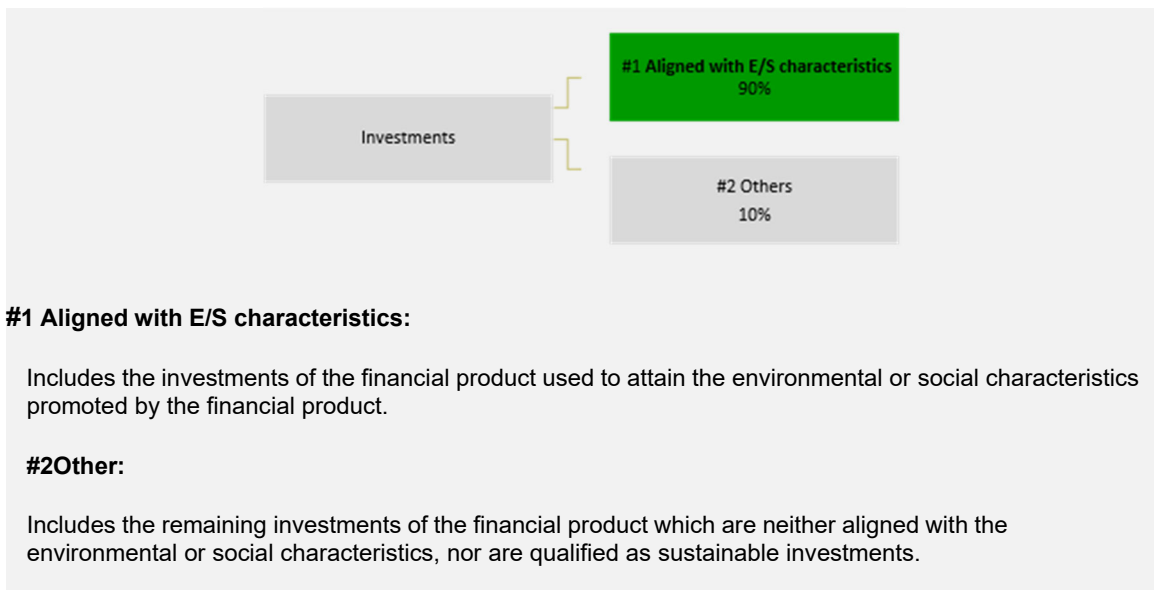 #1 Aligned with E/S characteristics
90%
Investments
#2 Others
10%
#1 Aligned with E/S characteristics:
Includes the investments of the financial product used to attain the environmental or social characteristics
promoted by the financial product.
#2Other:
Includes the remaining investments of the financial product which are neither aligned with the
environmental or social characteristics, nor are qualified as sustainable investments.